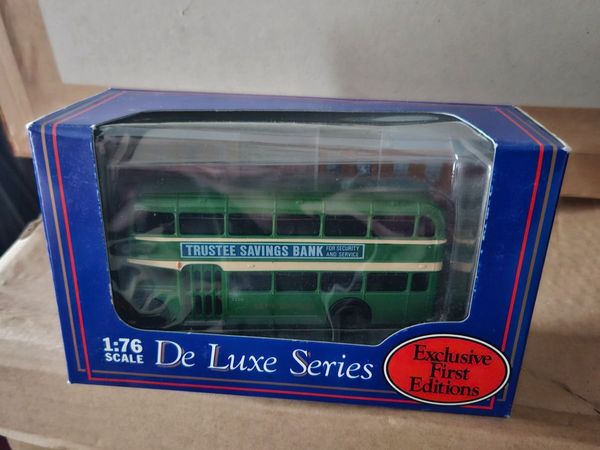 TRUSTEE SAVINGS BANK
FOR SECURITY
AND SERVICE
1:76
SCALE
De Luxe Series
Exclusive
First
Editions